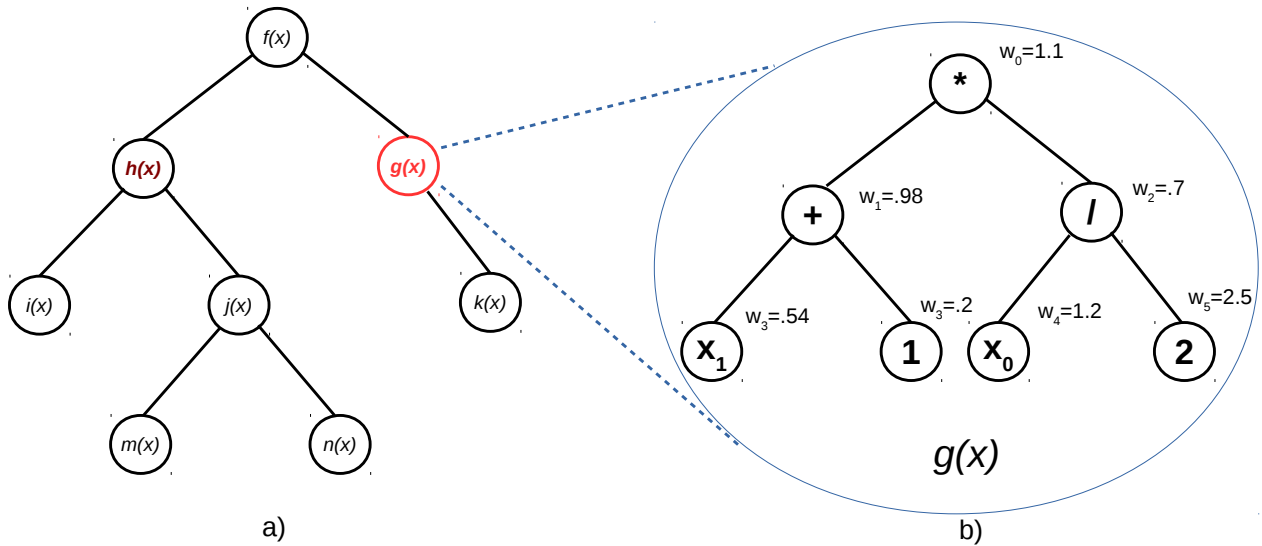 f(x)
h(x)
g(x)
i(x)
j(x)
k(x)
m(x)
n(x)
a)
*
w0=1.1
+
w1=.98
/
w2=.7
x1
w3=.54
1
w3=.2
x0
w4=1.2
2
w5=2.5
g(x)
b)